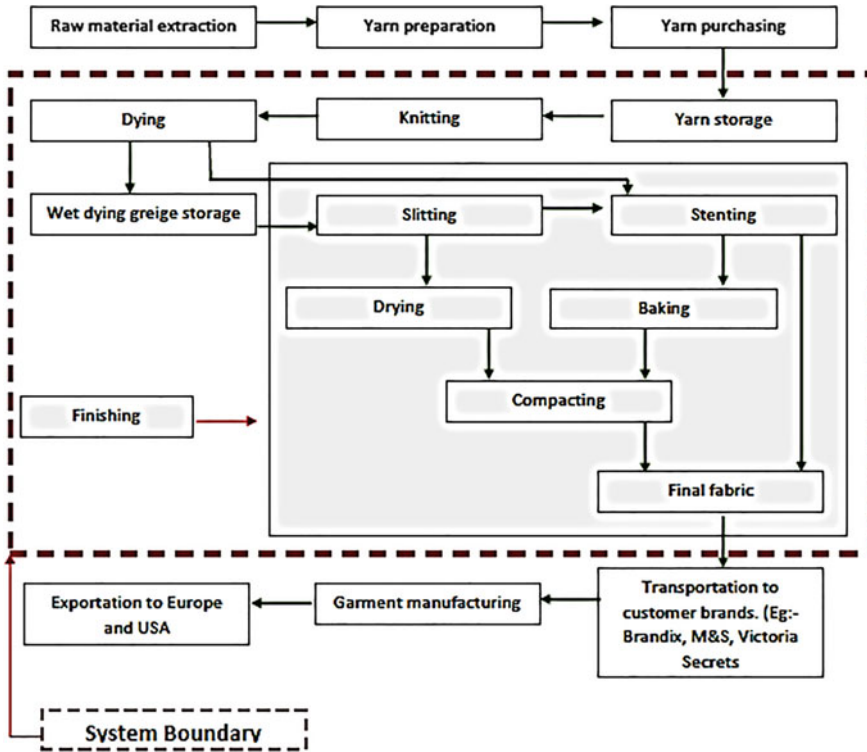 Raw material extraction
Yarn preparation
Yarn purchasing
Dying
Knitting
Yarn storage
Wet dying greige storage
Slitting
Stenting
Drying
Baking
Finishing
Compacting
Final fabric
Exportation to Europe
and USA
Garment manufacturing
Transportation to
customer brands. (Eg:-
Brandix, M&S, Victoria
Secrets
System Boundary